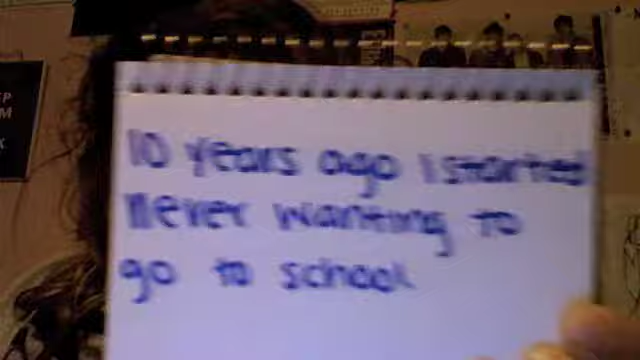 10 years ago I started
never wanting to
go to school